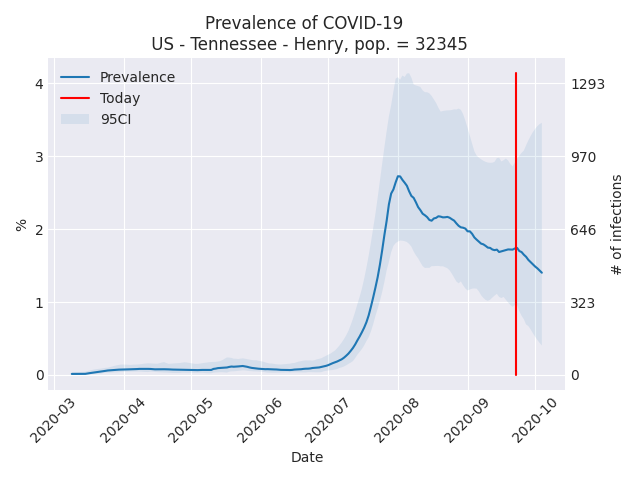 Prevalence of COVID-19
US - Tennessee - Henry, pop. = 32345
Prevalence
Today
95CI
%
4
3
2
1
0
1293
970
646
323
0
# of infections
2020-03
2020-04
2020-05
2020-06
2020-07
2020-08
2020-09
2020-10
Date